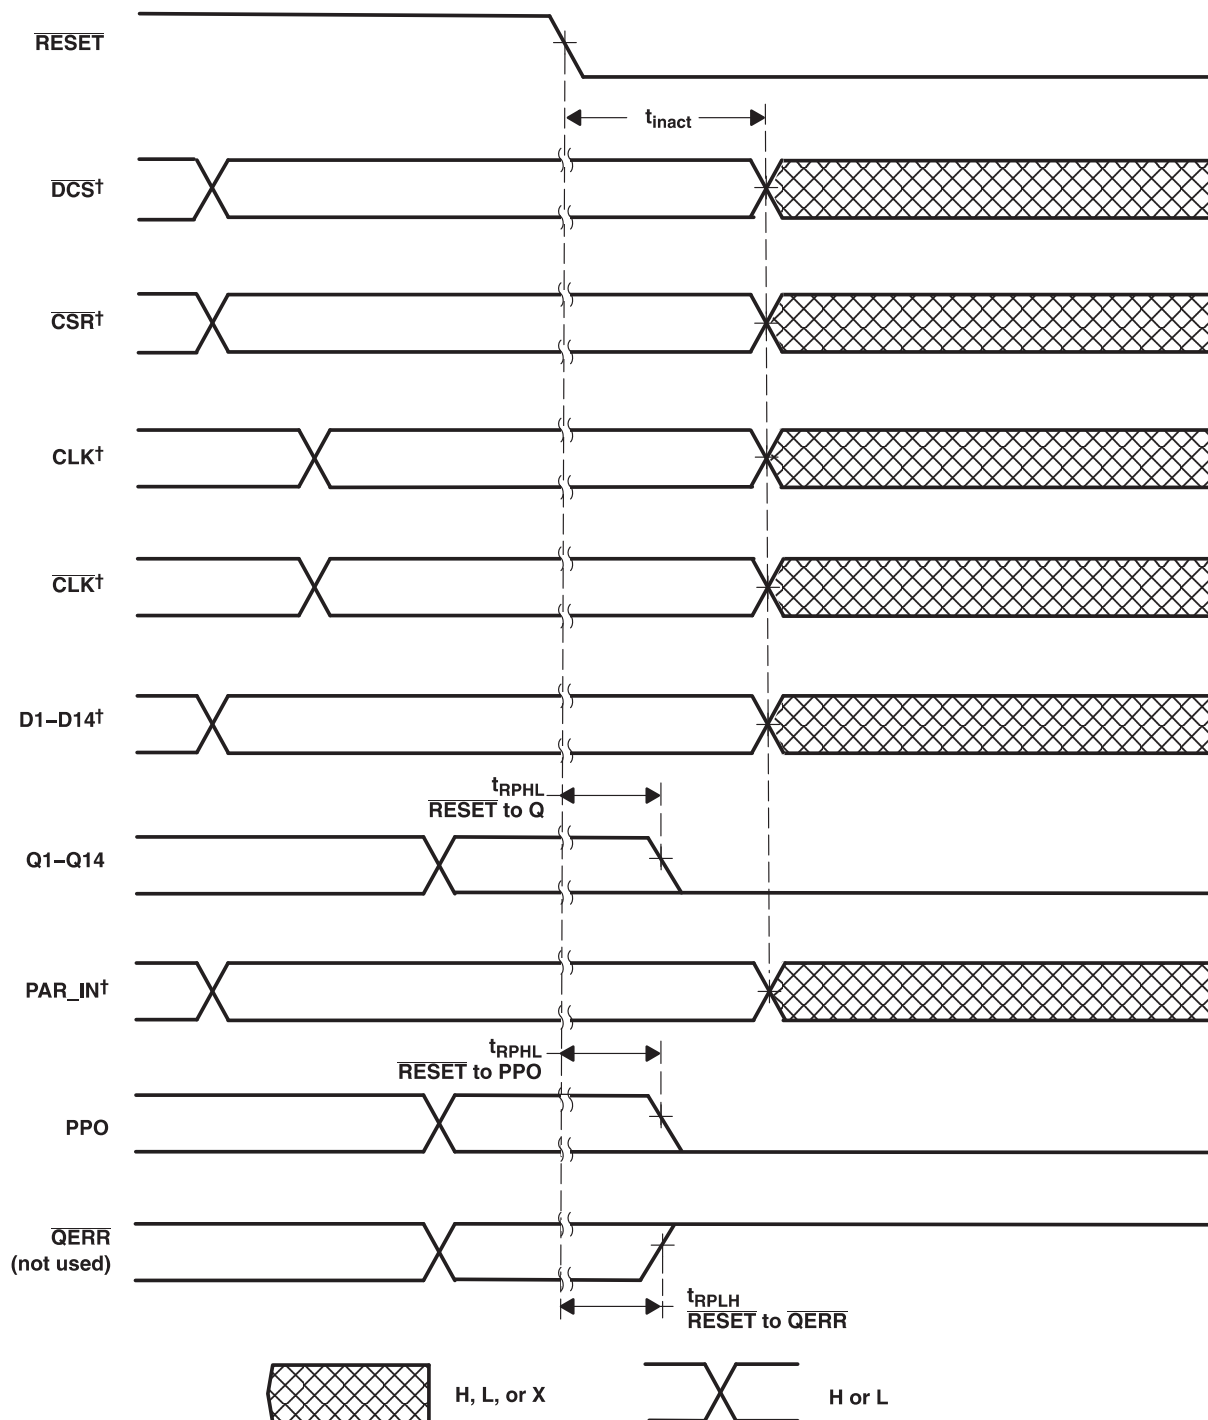 RESET
tinact
DCS†
CSR†
CLK†
CLK†
D1–D14†
tRPHL
RESET to Q
Q1–Q14
PAR_IN†
tRPHL
RESET to PPO
PPO
QERR
(not used)
tRPLH
RESET to QERR
H, L, or X
H or L